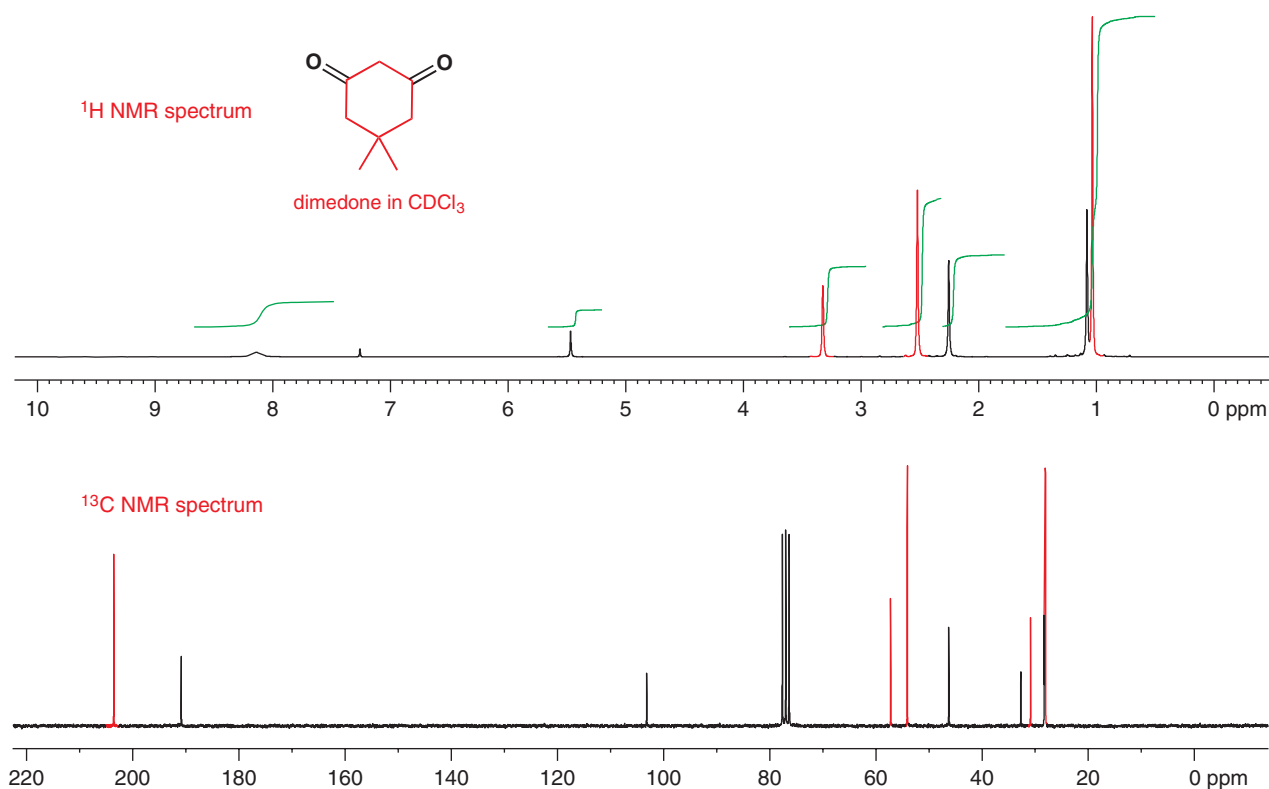 O O
¹H NMR spectrum
dimedone in CDCl₃
10 9 8 7 6 5 4 3 2 1 0 ppm
¹³C NMR spectrum
220 200 180 160 140 120 100 80 60 40 20 0 ppm